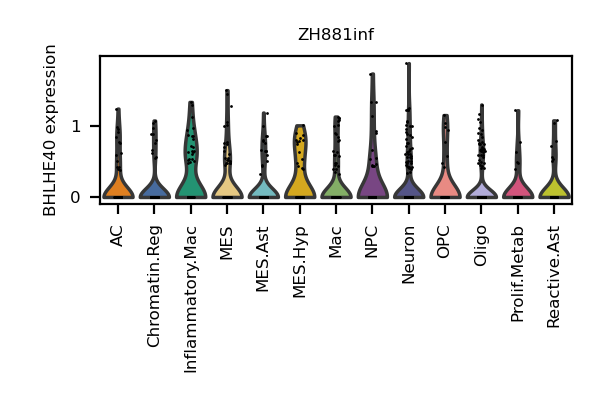 ZH881inf
BHLHE40 expression
1
0
AC
Chromatin.Reg
Inflammatory.Mac
MES
MES.Ast
MES.Hyp
Mac
NPC
Neuron
OPC
Oligo
Prolif.Metab
Reactive.Ast